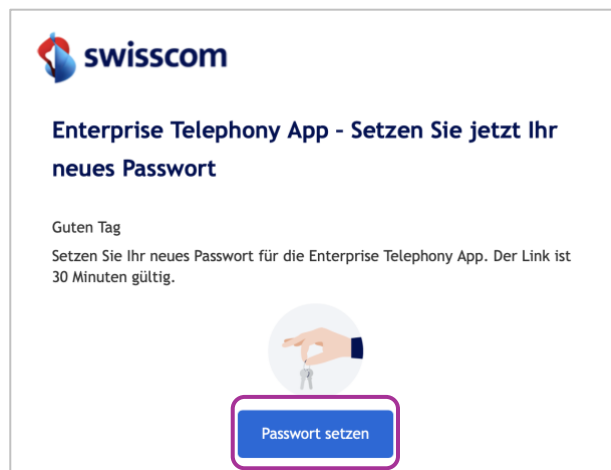 swisscom
Enterprise Telephony App – Setzen Sie jetzt Ihr
neues Passwort
Guten Tag
Setzen Sie Ihr neues Passwort für die Enterprise Telephony App. Der Link ist
30 Minuten gültig.
Passwort setzen